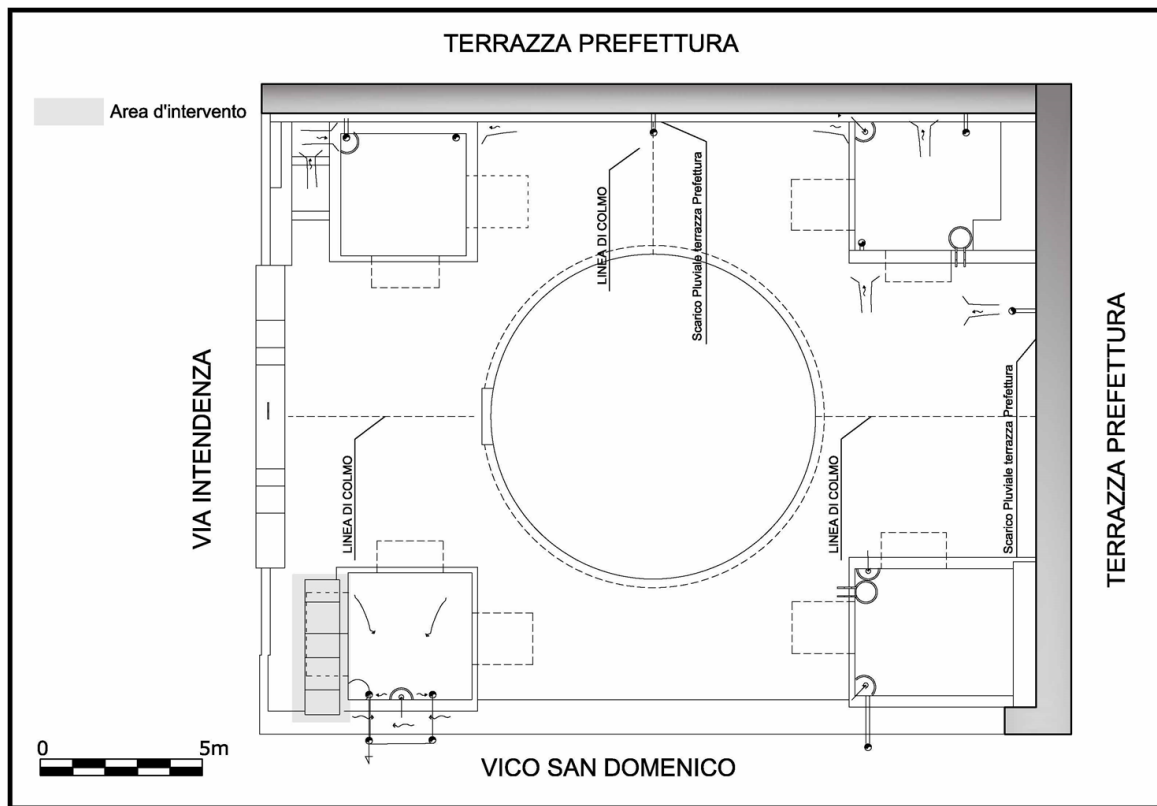 TERRAZZA PREFETTURA
Area d'intervento
LINEA DI COLMO
Scarico Pluviale terrazza Prefettura
VIA INTENDENZA
LINEA DI COLMO
LINEA DI COLMO
Scarico Pluviale terrazza Prefettura
TERRAZZA PREFETTURA
0 5m
VICO SAN DOMENICO